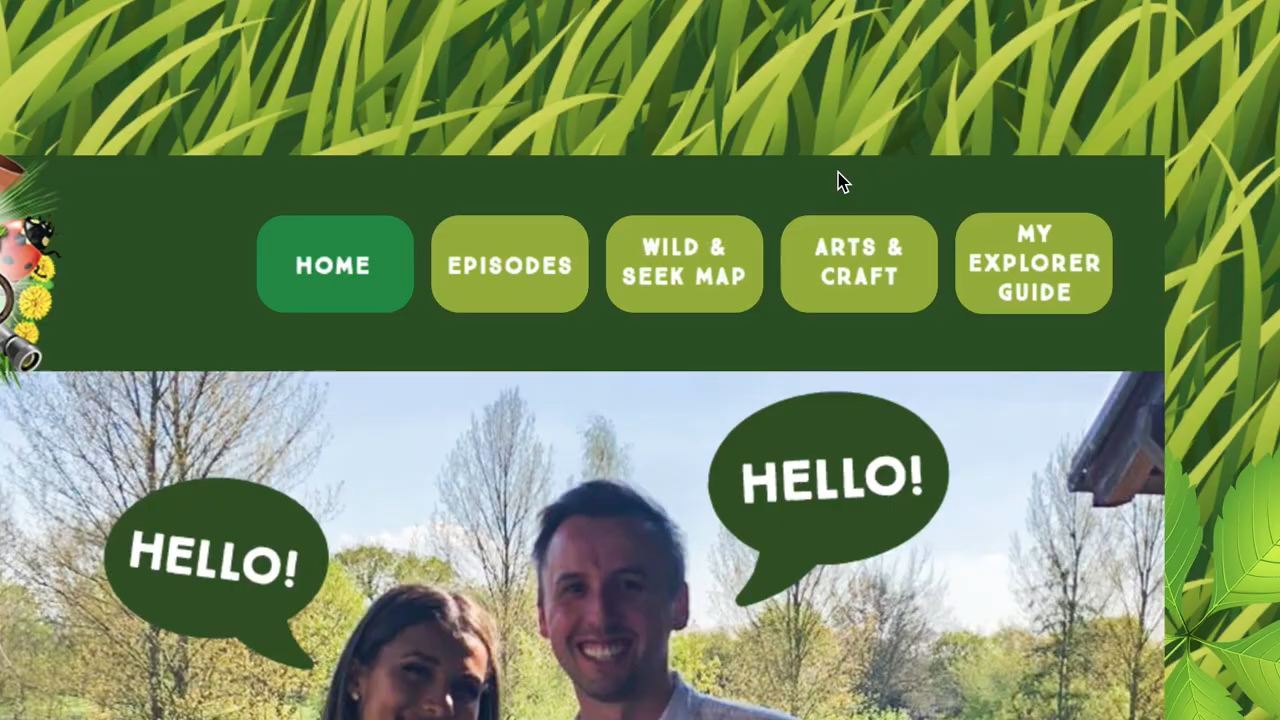 HOME
EPISODES
WILD &
SEEK MAP
ARTS &
CRAFT
MY
EXPLORER
GUIDE
HELLO!
HELLO!